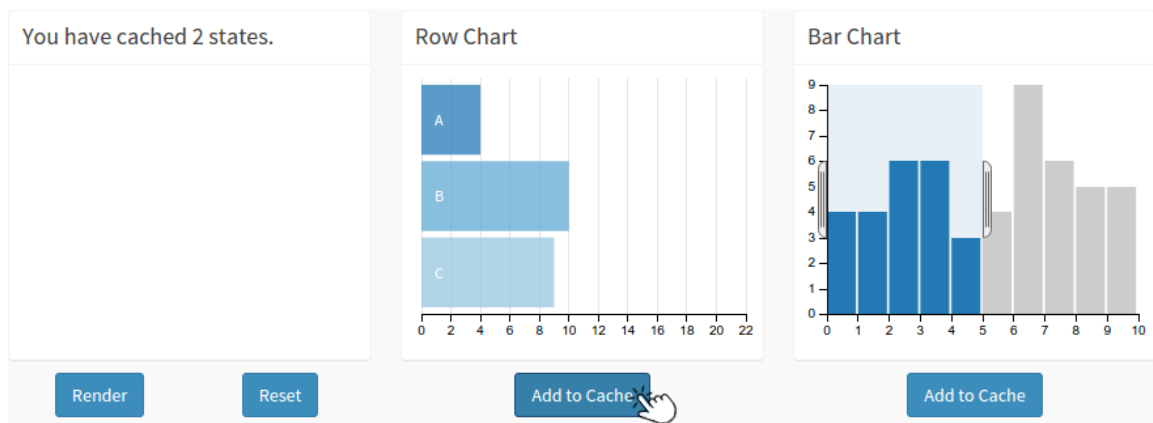 You have cached 2 states.
Render
Reset
Row Chart
A
B
C
0 2 4 6 8 10 12 14 16 18 20 22
Add to Cache
Bar Chart
9
8
7
6
5
4
3
2
1
0
0 1 2 3 4 5 6 7 8 9 10
Add to Cache